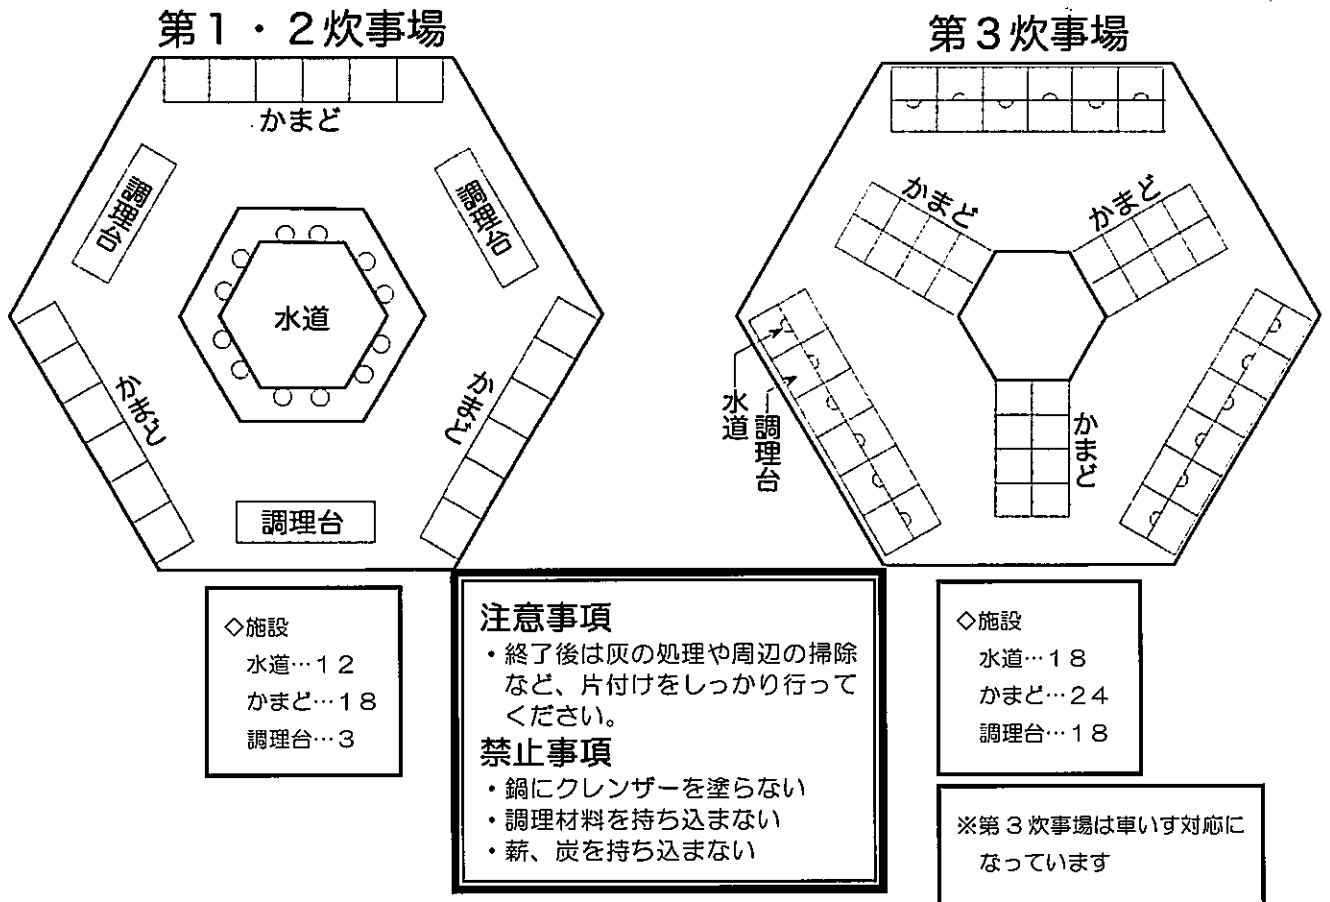 第１・２炊事場
かまど
調理台
調理台
水道
かまど
かまど
調理台
◇施設
水道…１２
かまど…１８
調理台…３
注意事項
・終了後は灰の処理や周辺の掃除
など、片付けをしっかり行って
ください。
禁止事項
・鍋にクレンザーを塗らない
・調理材料を持ち込まない
・薪、炭を持ち込まない
第３炊事場
かまど
かまど
水道
調理台
かまど
◇施設
水道…１８
かまど…２４
調理台…１８
※第３炊事場は車いす対応に
なっています